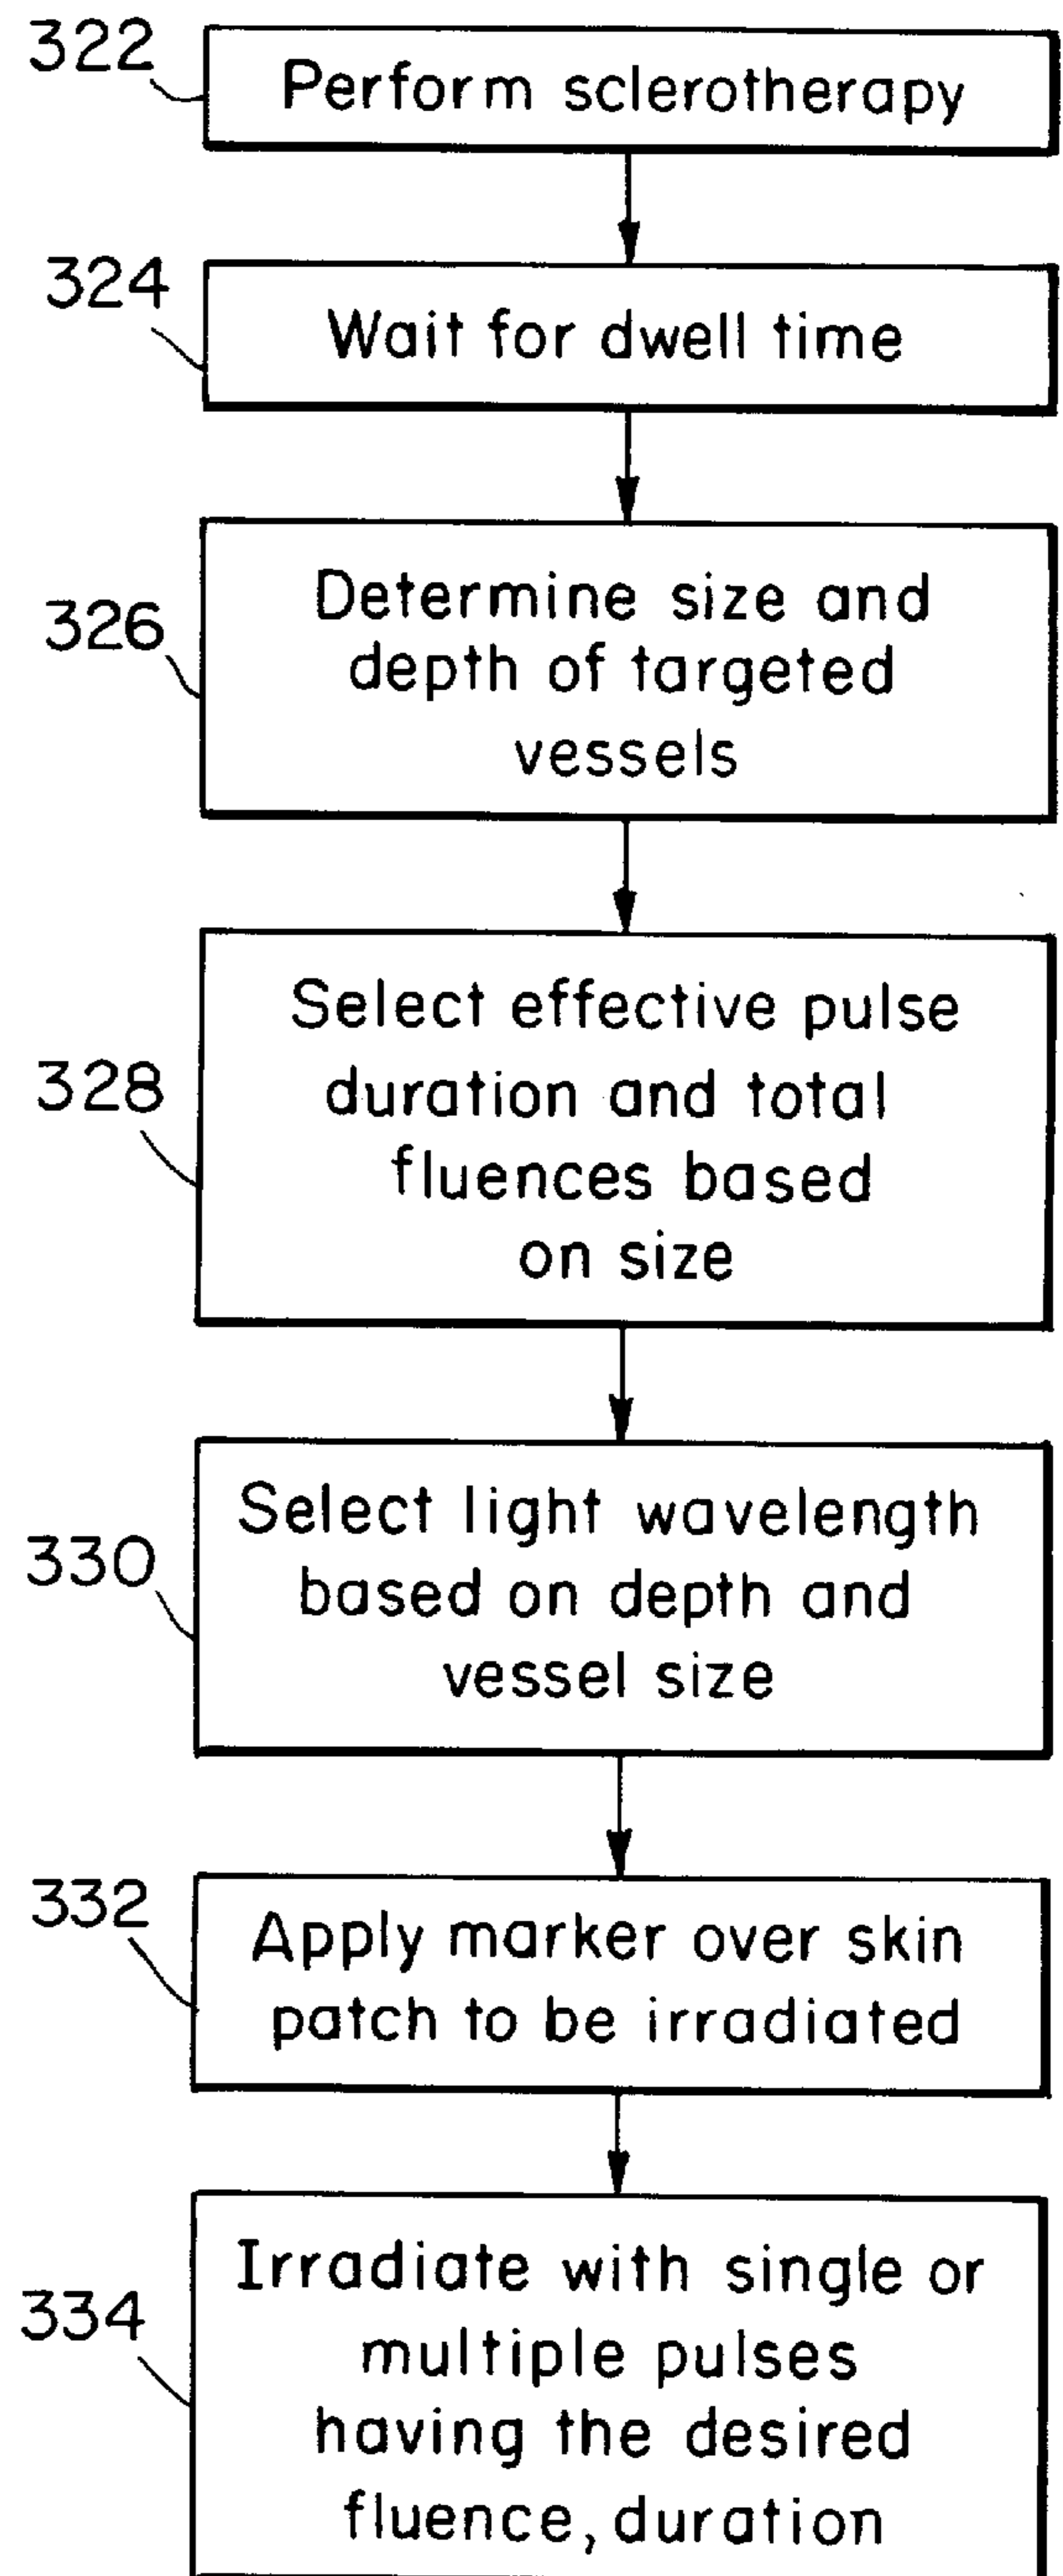 322
Perform sclerotherapy
324
Wait for dwell time
326
Determine size and
depth of targeted
vessels
328
Select effective pulse
duration and total
fluences based
on size
330
Select light wavelength
based on depth and
vessel size
332
Apply marker over skin
patch to be irradiated
334
Irradiate with single or
multiple pulses
having the desired
fluence, duration